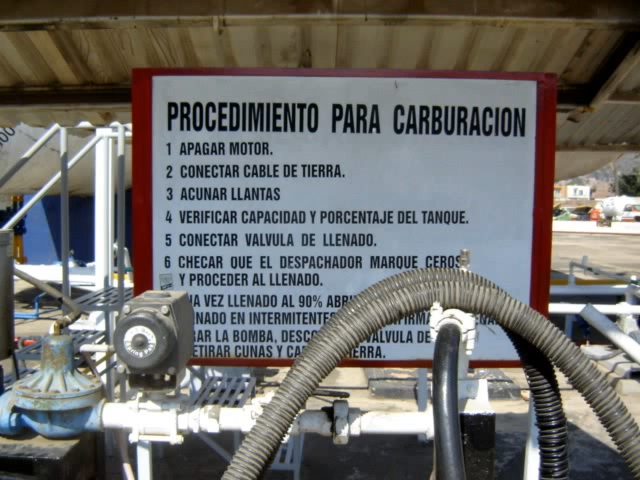 PROCEDIMIENTO PARA CARBURACION
1 APAGAR MOTOR.
2 CONECTAR CABLE DE TIERRA.
3 ACUNAR LLANTAS
4 VERIFICAR CAPACIDAD Y PORCENTAJE DEL TANQUE.
5 CONECTAR VALVULA DE LLENADO.
6 CHECAR QUE EL DESPACHADOR MARQUE CEROS
Y PROCEDER AL LLENADO.
VEZ LLENADO AL 90%
EN INTERMITENTES
LA BOMBA, VALVULA DE
CUNAS Y